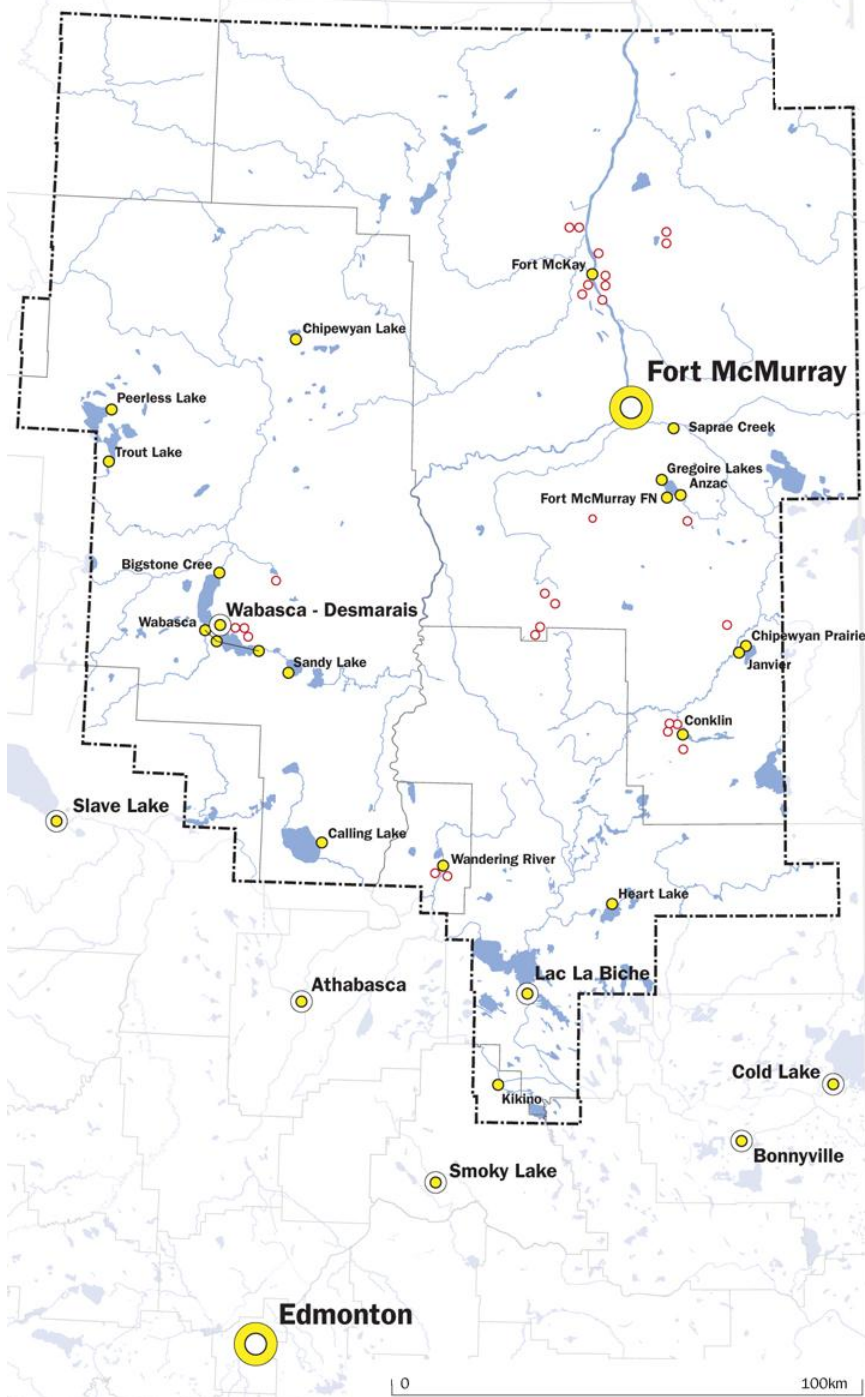 Fort McKay
Chipewyan Lake
Fort McMurray
Peerless Lake
Saprae Creek
Trout Lake
Gregoire Lakes
Anzac
Fort McMurray FN
Bigstone Cree
Wabasca - Desmarais
Wabasca
Chipewyan Prairie
Sandy Lake
Janvier
Conklin
Slave Lake
Calling Lake
Wandering River
Heart Lake
Lac La Biche
Athabasca
Cold Lake
Kikino
Bonnyville
Smoky Lake
Edmonton
0 100km